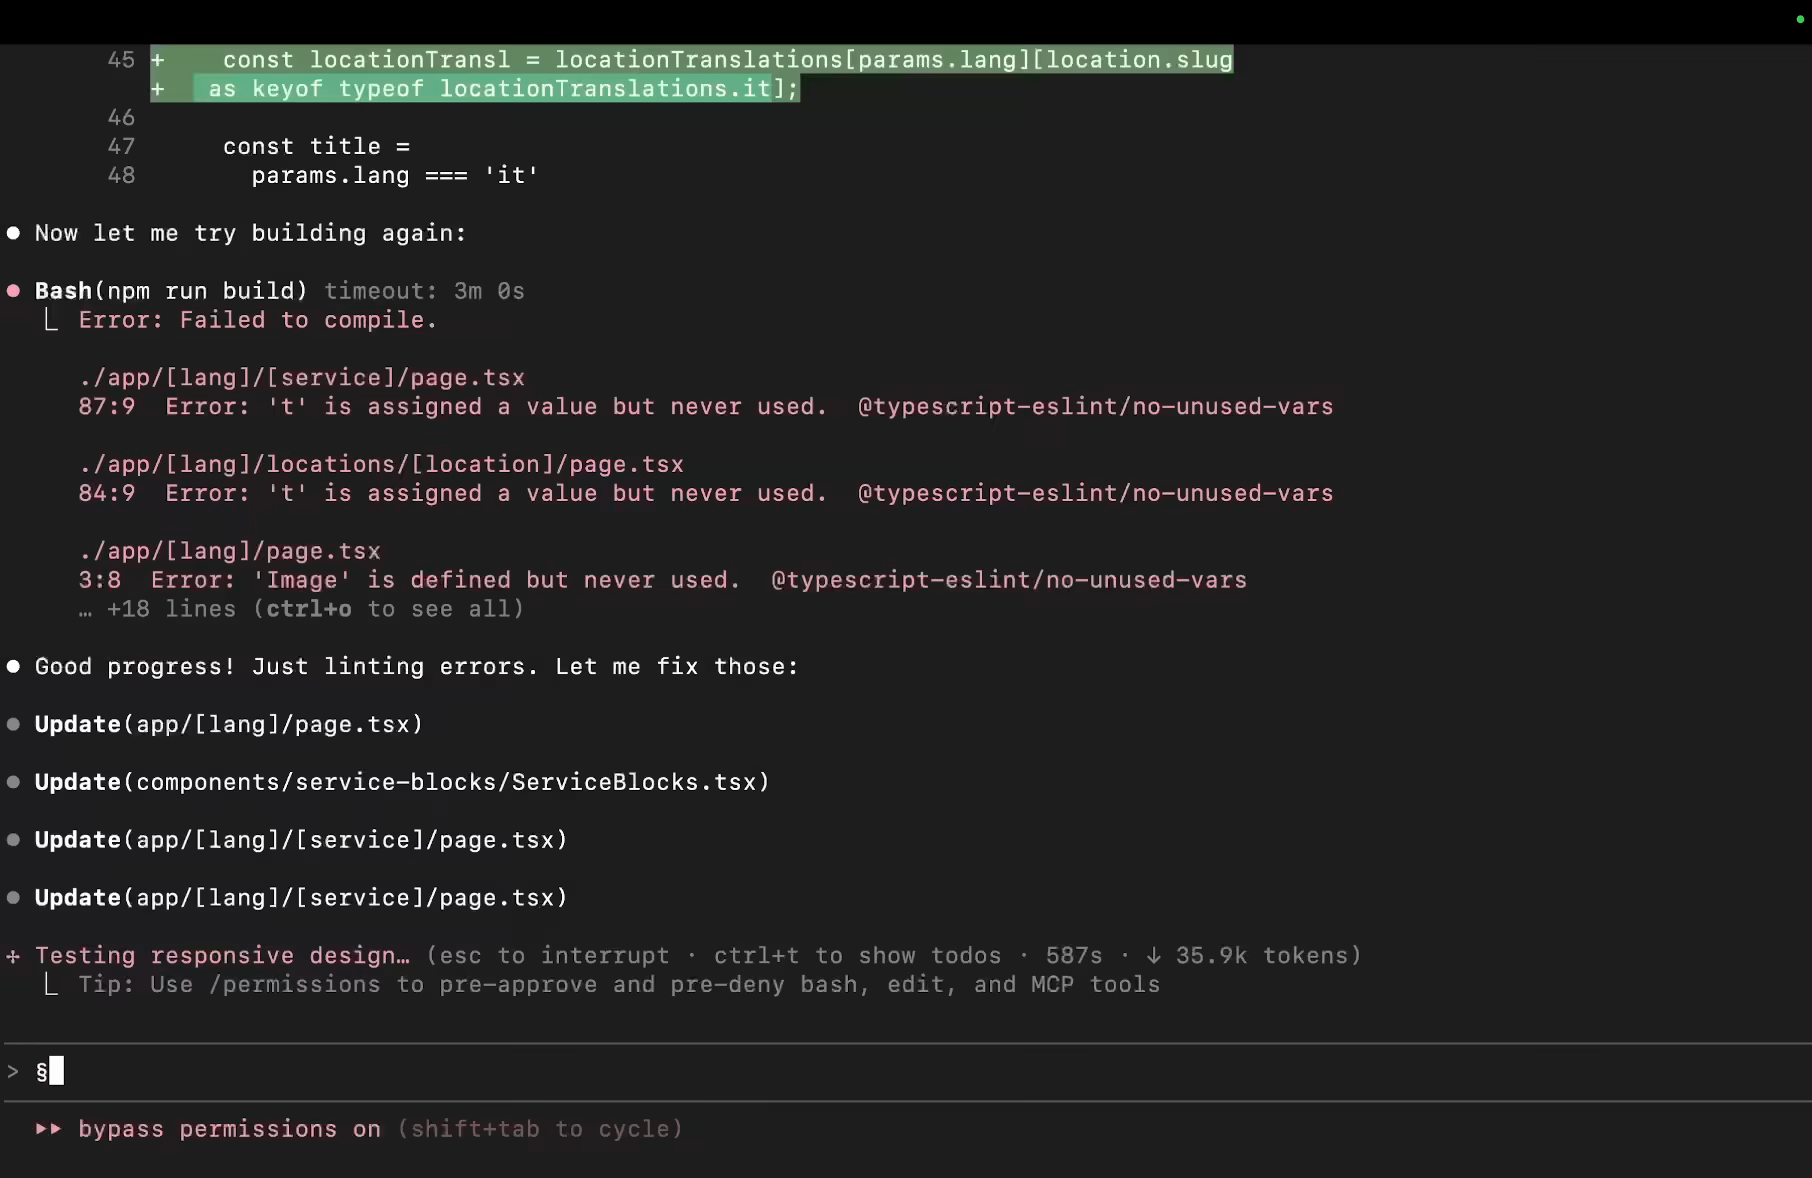 45 +    const locationTransl = locationTranslations[params.lang][location.slug
+   as keyof typeof locationTranslations.it];
46
47      const title =
48        params.lang === 'it'
● Now let me try building again:
● Bash(npm run build) timeout: 3m 0s
⎿ Error: Failed to compile.
./app/[lang]/[service]/page.tsx
87:9  Error: 't' is assigned a value but never used.  @typescript-eslint/no-unused-vars
./app/[lang]/locations/[location]/page.tsx
84:9  Error: 't' is assigned a value but never used.  @typescript-eslint/no-unused-vars
./app/[lang]/page.tsx
3:8  Error: 'Image' is defined but never used.  @typescript-eslint/no-unused-vars
… +18 lines (ctrl+o to see all)
● Good progress! Just linting errors. Let me fix those:
● Update(app/[lang]/page.tsx)
● Update(components/service-blocks/ServiceBlocks.tsx)
● Update(app/[lang]/[service]/page.tsx)
● Update(app/[lang]/[service]/page.tsx)
✢ Testing responsive design… (esc to interrupt · ctrl+t to show todos · 587s · ↓ 35.9k tokens)
⎿ Tip: Use /permissions to pre-approve and pre-deny bash, edit, and MCP tools
> §
▸▸ bypass permissions on (shift+tab to cycle)